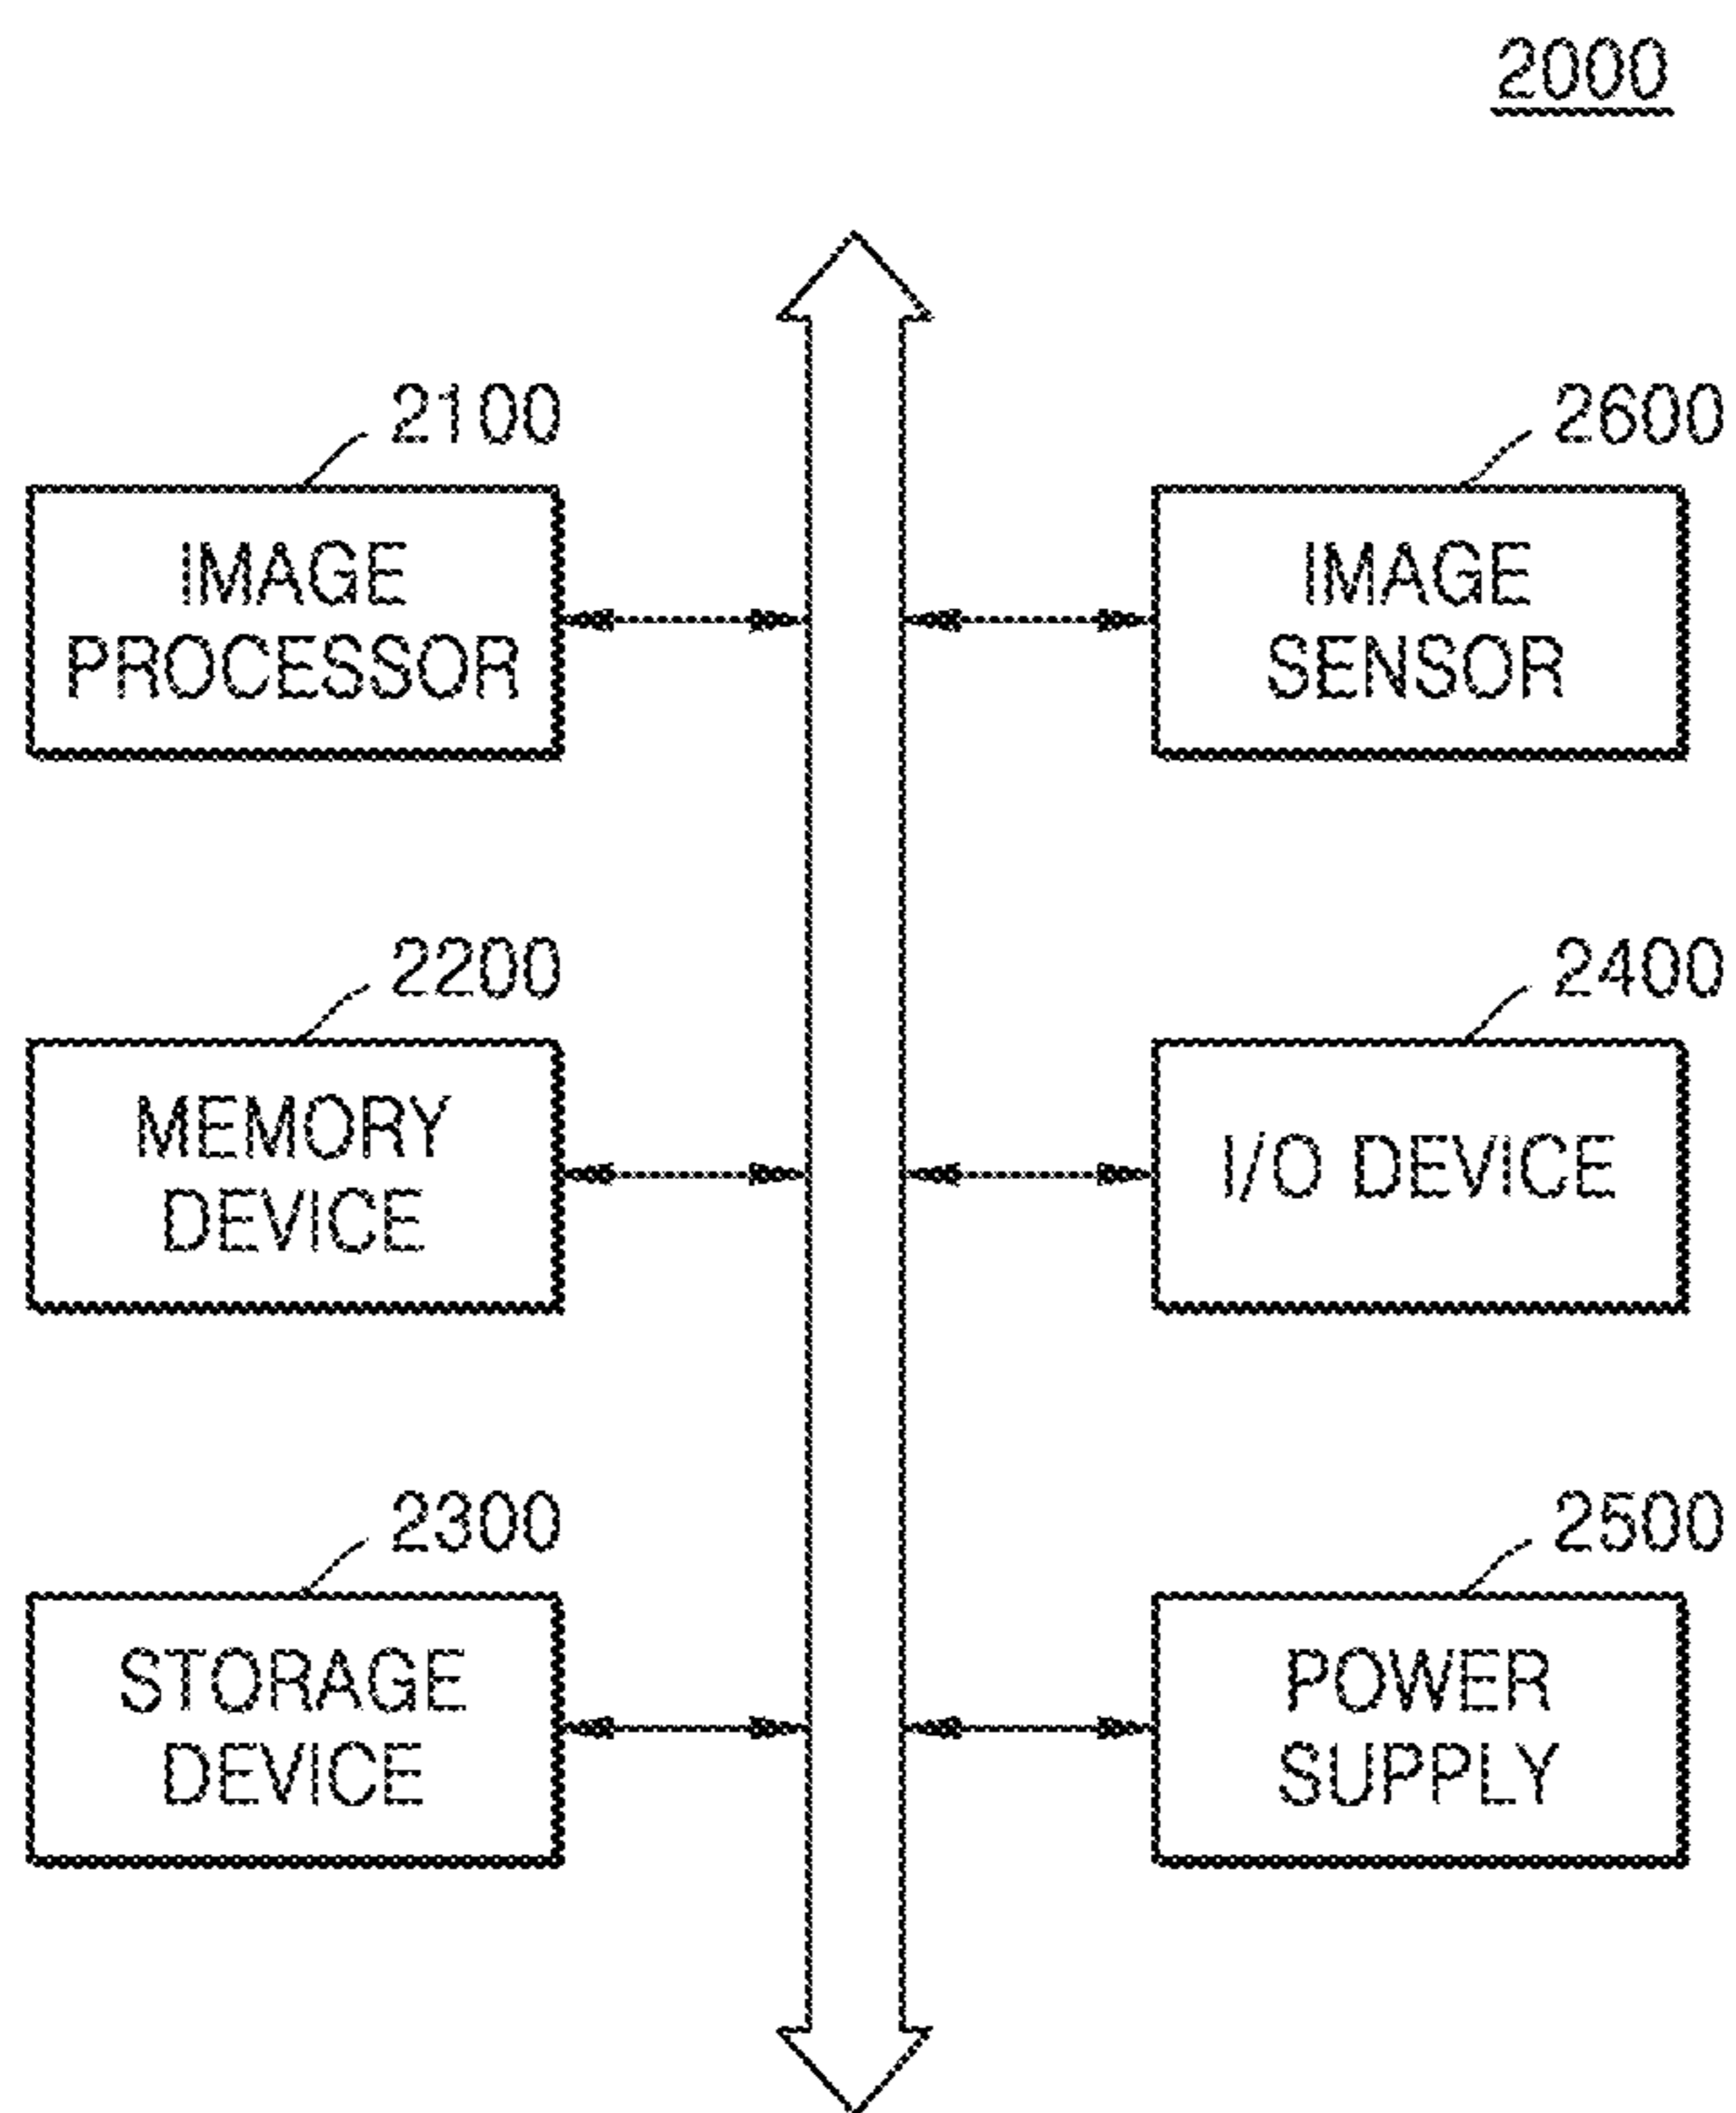 2000
2100
IMAGE
PROCESSOR
2600
IMAGE
SENSOR
2200
MEMORY
DEVICE
2400
I/O DEVICE
2300
STORAGE
DEVICE
2500
POWER
SUPPLY